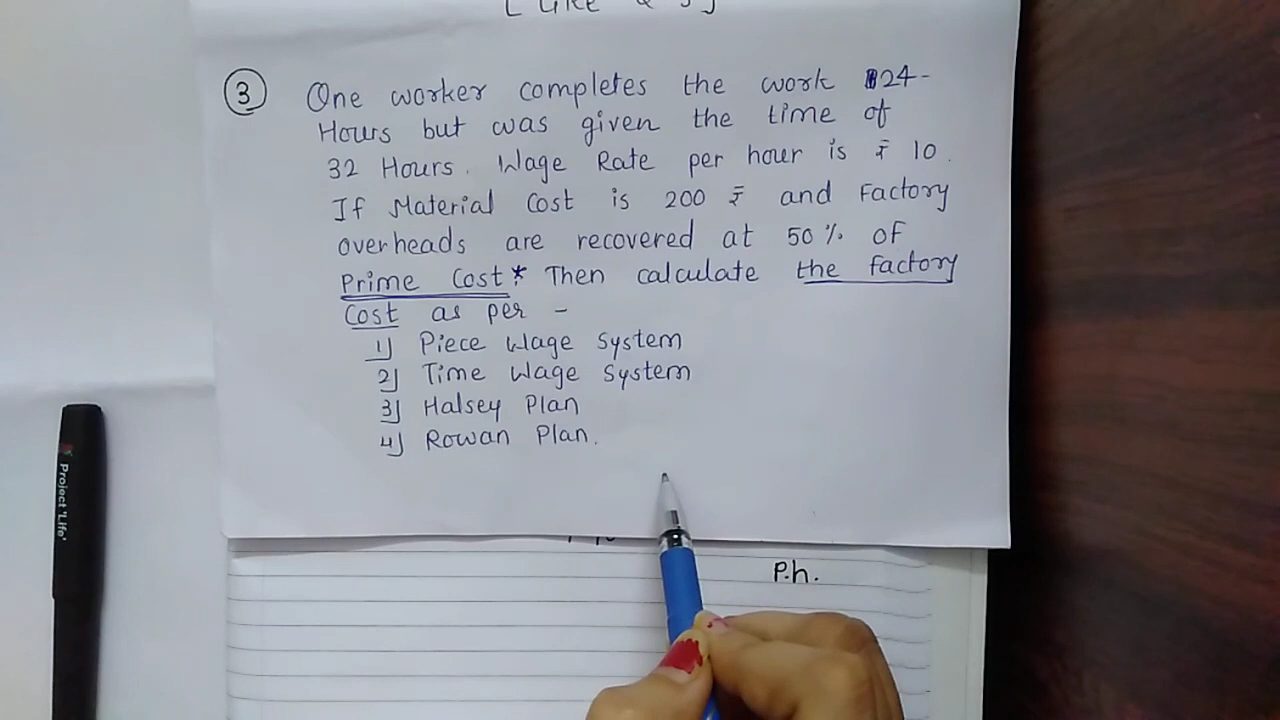 ③ One worker completes the work 24-
Hours but was given the time of
32 Hours. Wage Rate per hour is ₹ 10.
If Material Cost is 200 ₹ and Factory
overheads are recovered at 50% of
Prime Cost* Then calculate the factory
Cost as per -
1) Piece Wage System
2) Time Wage System
3) Halsey Plan
4) Rowan Plan.
P.h.
Project 'Life'